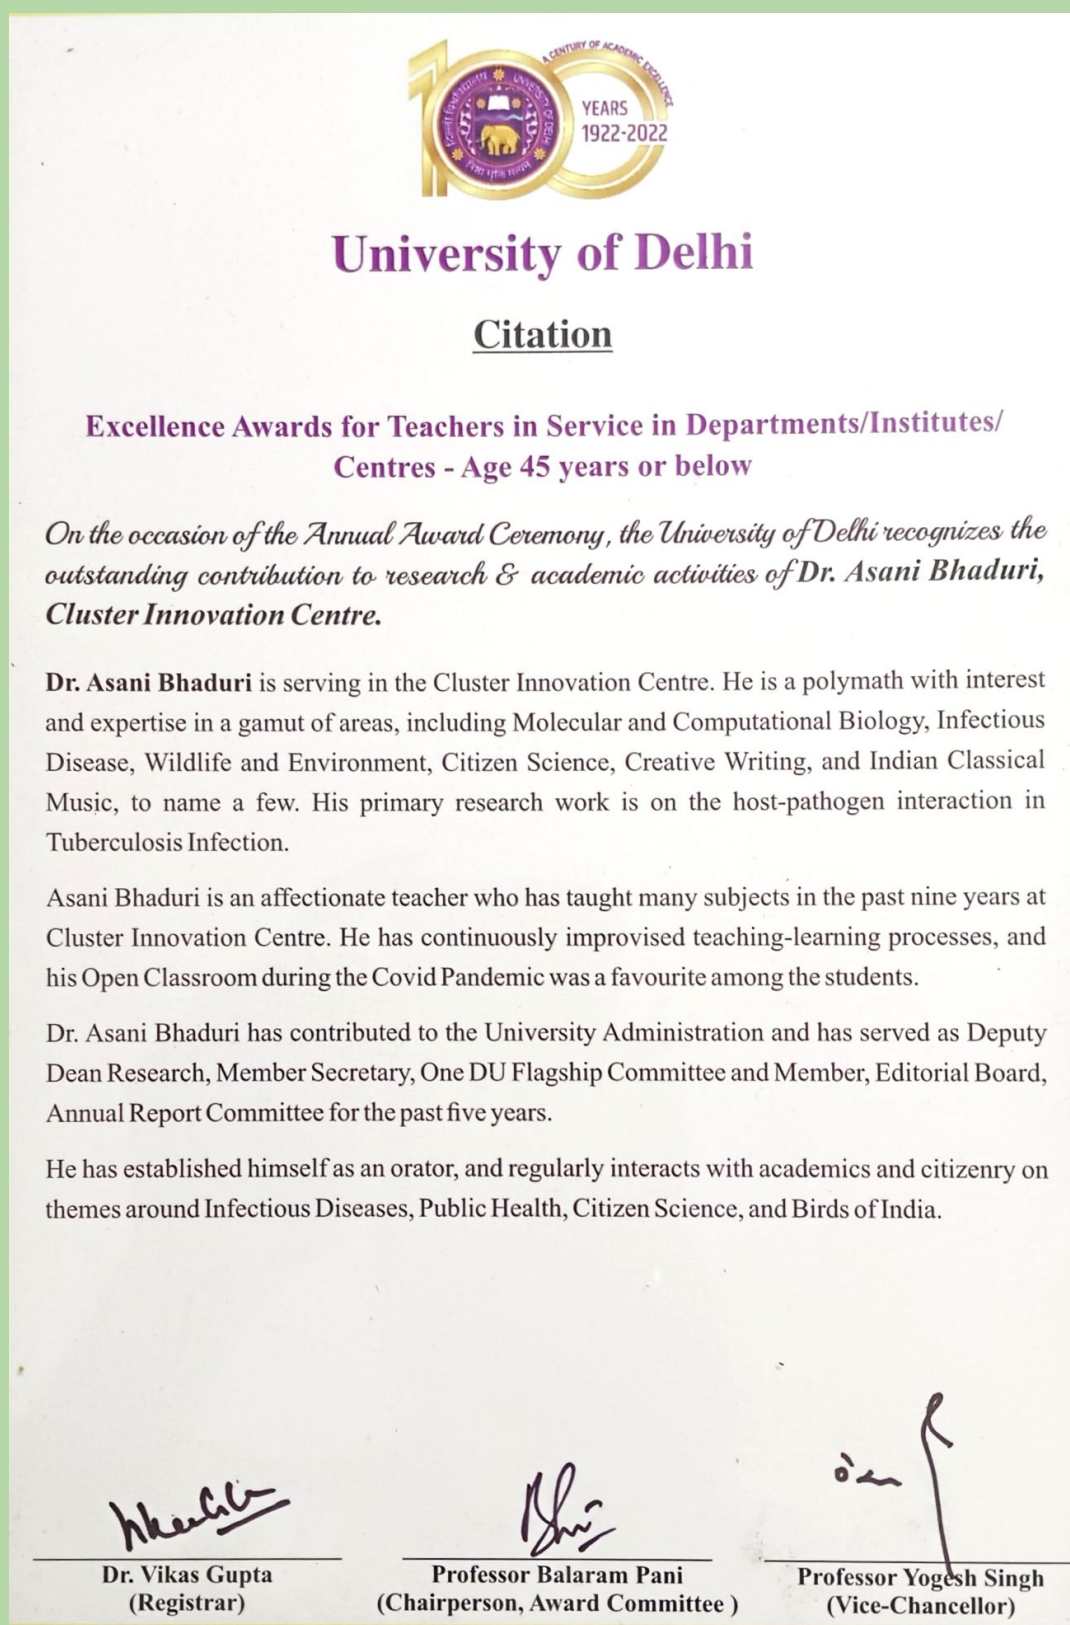 A CENTURY OF ACADEMIC EXCELLENCE
YEARS
1922-2022
UNIVERSITY OF DELHI
University of Delhi
Citation
Excellence Awards for Teachers in Service in Departments/Institutes/
Centres - Age 45 years or below
On the occasion of the Annual Award Ceremony, the University of Delhi recognizes the
outstanding contribution to research & academic activities of Dr. Asani Bhaduri,
Cluster Innovation Centre.
Dr. Asani Bhaduri is serving in the Cluster Innovation Centre. He is a polymath with interest
and expertise in a gamut of areas, including Molecular and Computational Biology, Infectious
Disease, Wildlife and Environment, Citizen Science, Creative Writing, and Indian Classical
Music, to name a few. His primary research work is on the host-pathogen interaction in
Tuberculosis Infection.
Asani Bhaduri is an affectionate teacher who has taught many subjects in the past nine years at
Cluster Innovation Centre. He has continuously improvised teaching-learning processes, and
his Open Classroom during the Covid Pandemic was a favourite among the students.
Dr. Asani Bhaduri has contributed to the University Administration and has served as Deputy
Dean Research, Member Secretary, One DU Flagship Committee and Member, Editorial Board,
Annual Report Committee for the past five years.
He has established himself as an orator, and regularly interacts with academics and citizenry on
themes around Infectious Diseases, Public Health, Citizen Science, and Birds of India.
Dr. Vikas Gupta
(Registrar)
Professor Balaram Pani
(Chairperson, Award Committee )
Professor Yogesh Singh
(Vice-Chancellor)